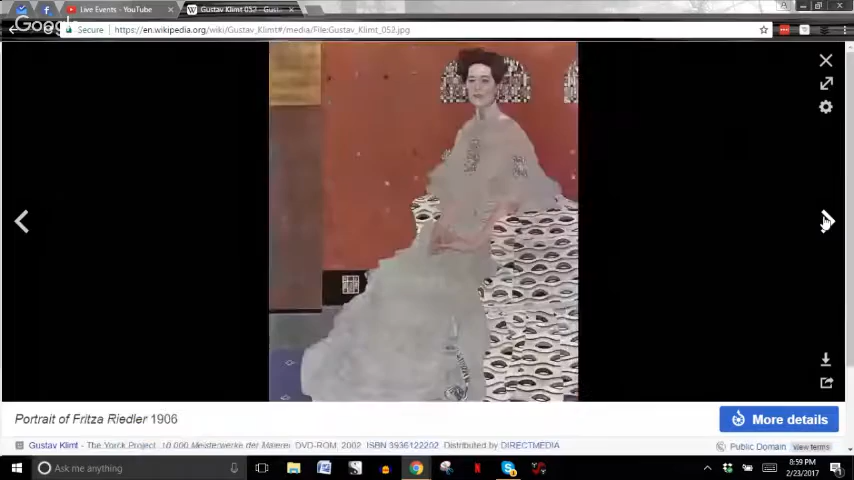 Live Events - YouTube
Gustav Klimt 052 - Gust
Google
Secure
https://en.wikipedia.org/wiki/Gustav_Klimt#/media/File:Gustav_Klimt_052.jpg
Portrait of Fritza Riedler 1906
More details
Gustav Klimt - The Yorck Project: 10.000 Meisterwerke der Malerei. DVD-ROM, 2002. ISBN 3936122202. Distributed by DIRECTMEDIA
Public Domain
view terms
Ask me anything
8:59 PM
2/23/2017